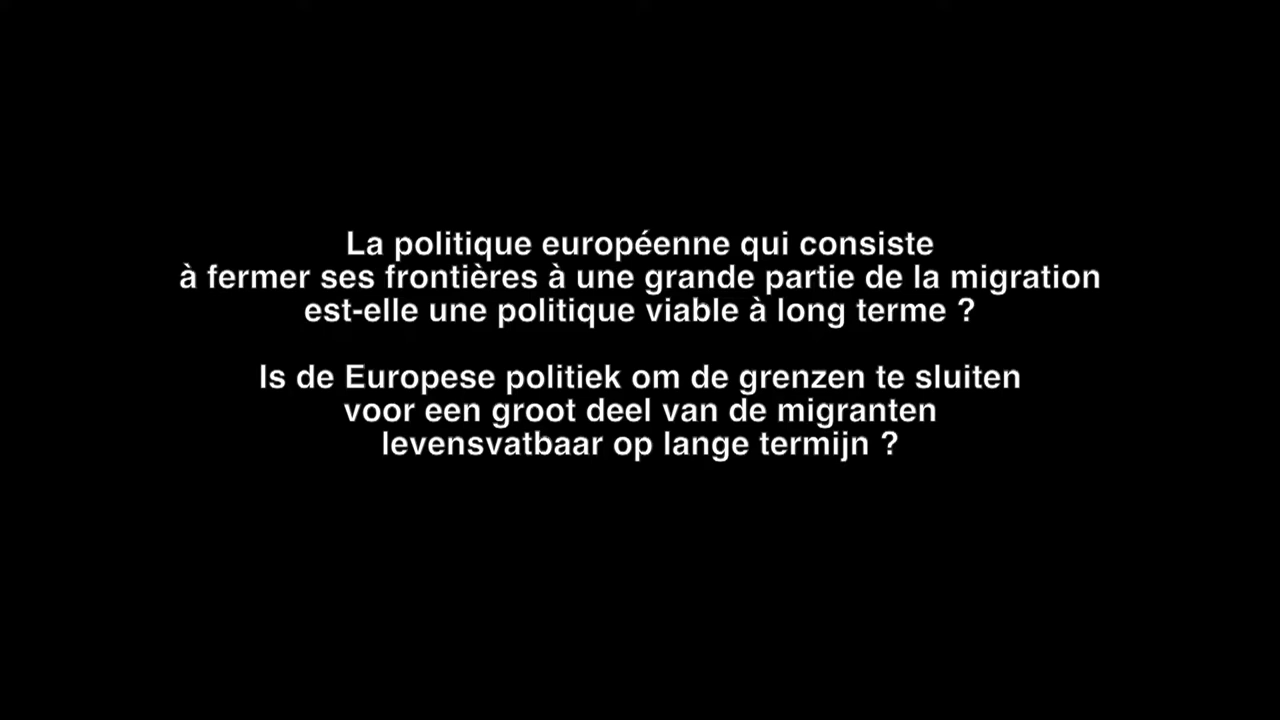 La politique européenne qui consiste
à fermer ses frontières à une grande partie de la migration
est-elle une politique viable à long terme ?
Is de Europese politiek om de grenzen te sluiten
voor een groot deel van de migranten
levensvatbaar op lange termijn ?